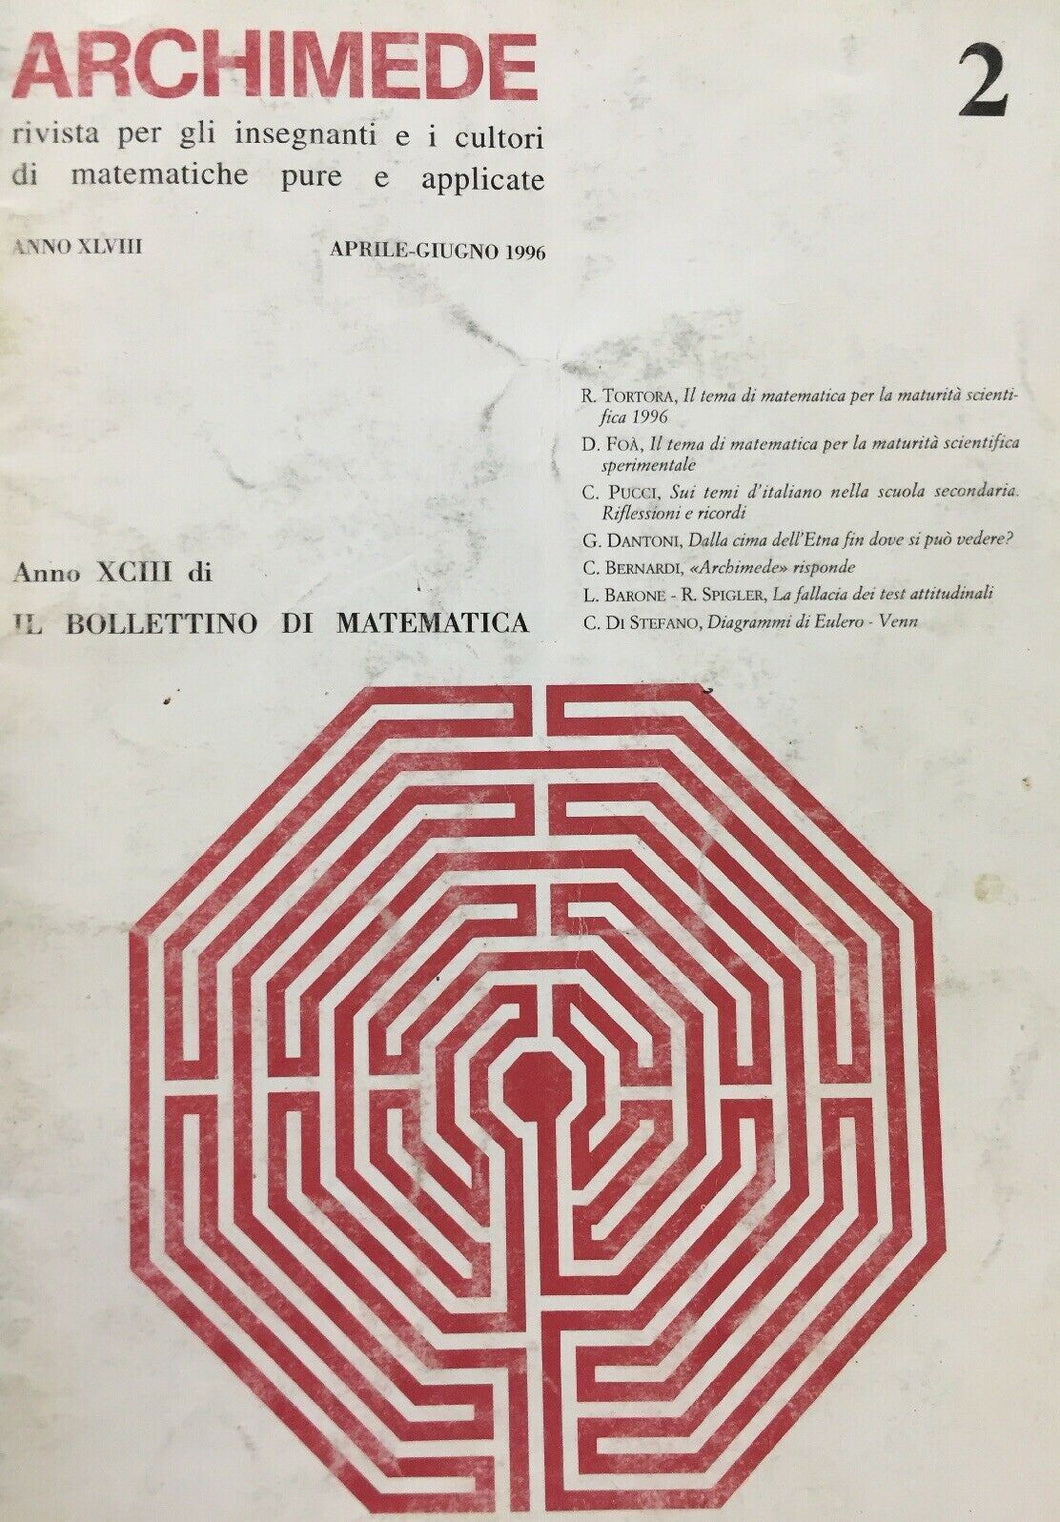 ARCHIMEDE
2
rivista per gli insegnanti e i cultori
di matematiche pure e applicate
ANNO XLVIII APRILE-GIUGNO 1996
R. TORTORA, Il tema di matematica per la maturità scienti-
fica 1996
D. FOÀ, Il tema di matematica per la maturità scientifica
sperimentale
C. PUCCI, Sui temi d'italiano nella scuola secondaria.
Riflessioni e ricordi
G. DANTONI, Dalla cima dell'Etna fin dove si può vedere?
C. BERNARDI, «Archimede» risponde
L. BARONE - R. SPIGLER, La fallacia dei test attitudinali
C. DI STEFANO, Diagrammi di Eulero - Venn
Anno XCIII di
IL BOLLETTINO DI MATEMATICA